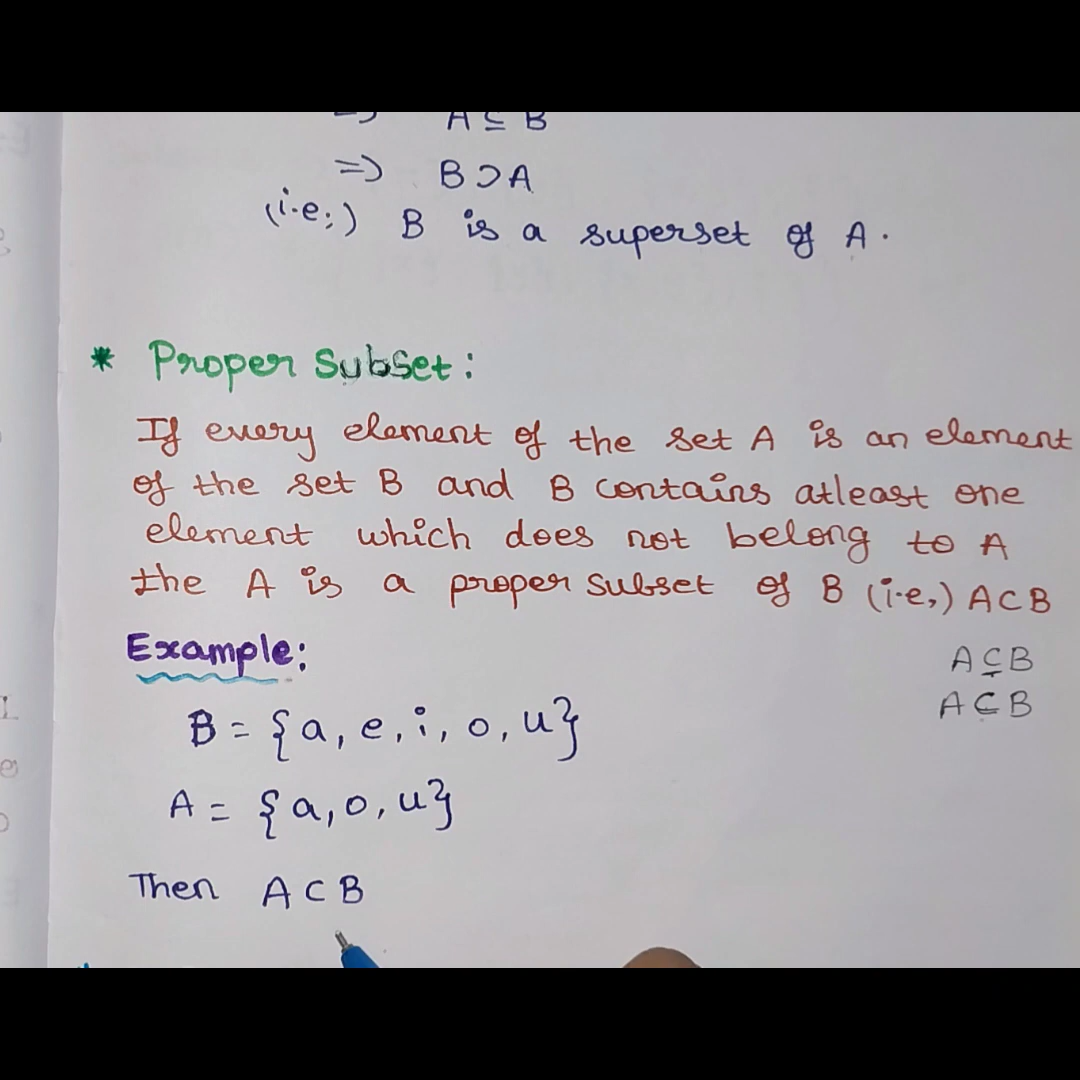 => A ⊆ B
=> B ⊃ A
(i.e;) B is a superset of A.
* Proper Subset:
If every element of the set A is an element
of the set B and B contains atleast one
element which does not belong to A
the A is a proper subset of B (i.e,) A ⊂ B
Example:
A ⊊ B
A ⊆ B
B = {a, e, i, o, u}
A = {a, o, u}
Then A ⊂ B